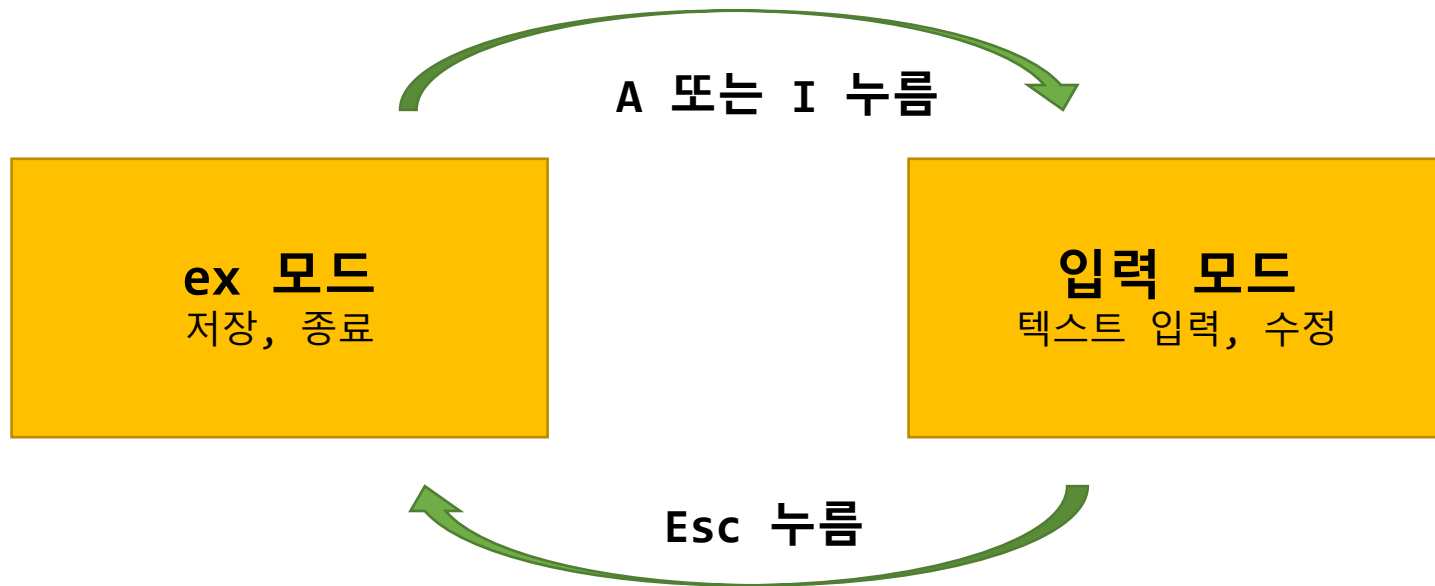 A 또는 I 누름
ex 모드
저장, 종료
입력 모드
텍스트 입력, 수정
Esc 누름